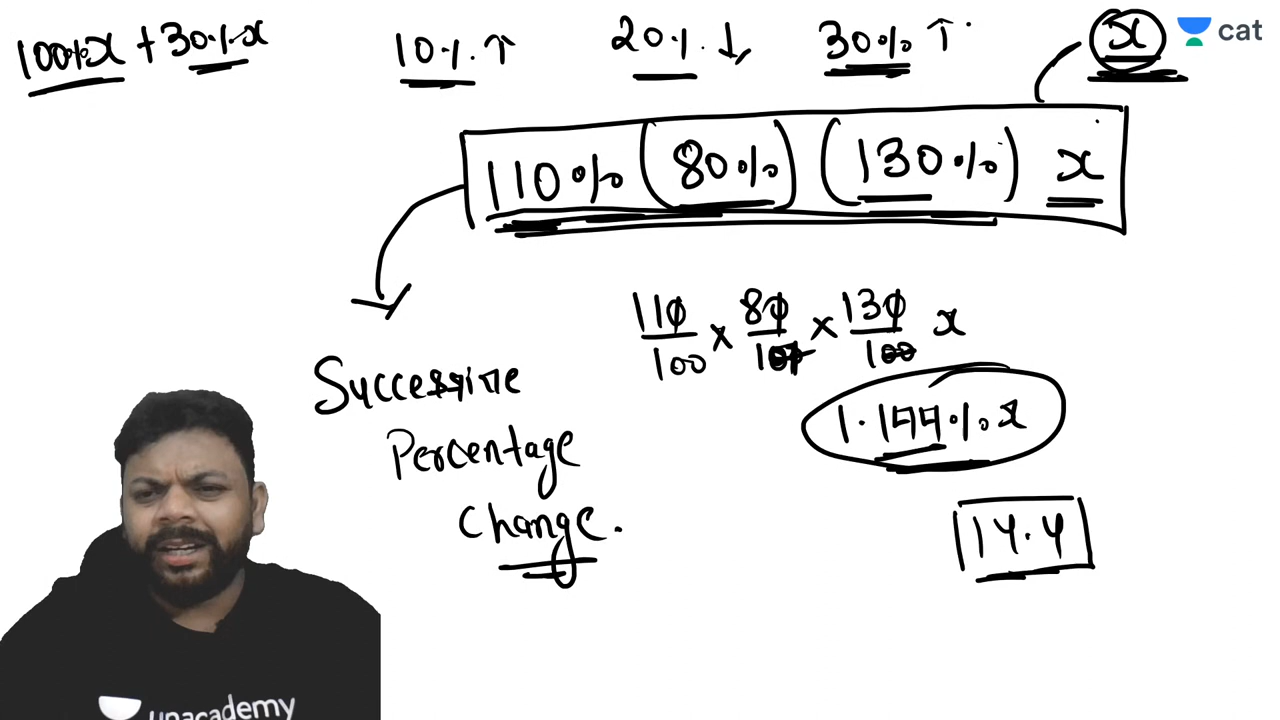 100%x + 30%x 10%↑ 20%↓ 30%↑ x cat
110% (80%) (130%) x
110/100 × 80/100 × 130/100 x
Successive
Percentage
Change.
1.144%x
14.4
unacademy